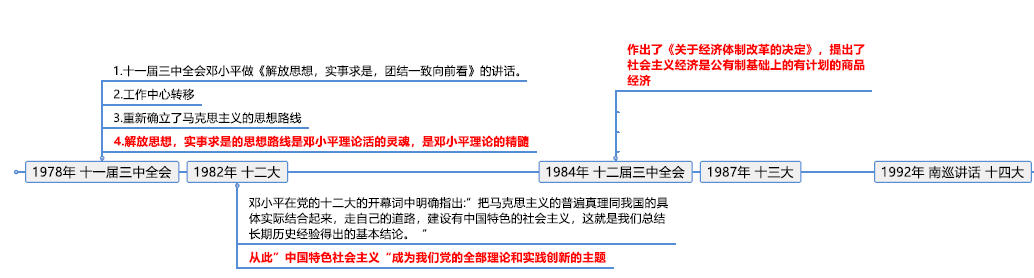 作出了《关于经济体制改革的决定》，提出了
社会主义经济是公有制基础上的有计划的商品
经济
1.十一届三中全会邓小平做《解放思想，实事求是，团结一致向前看》的讲话。
2.工作中心转移
3.重新确立了马克思主义的思想路线
4.解放思想，实事求是的思想路线是邓小平理论活的灵魂，是邓小平理论的精髓
1978年 十一届三中全会
1982年 十二大
1984年 十二届三中全会
1987年 十三大
1992年 南巡讲话 十四大
邓小平在党的十二大的开幕词中明确指出:”把马克思主义的普遍真理同我国的具
体实际结合起来，走自己的道路，建设有中国特色的社会主义，这就是我们总结
长期历史经验得出的基本结论。“
从此”中国特色社会主义“成为我们党的全部理论和实践创新的主题